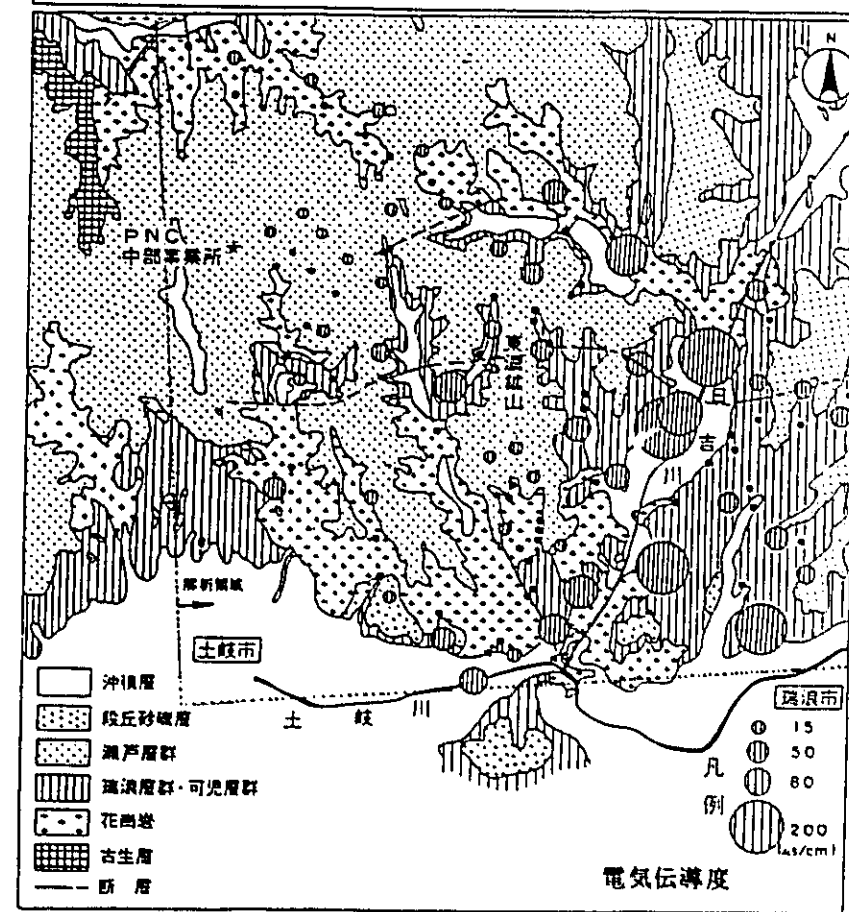 N
PNC
中部事業所
東濃鉱山
日
吉
川
解析領域
土岐市
土岐川
瑞浪市
沖積層
段丘砂礫層
瀬戸層群
瑞浪層群・可児層群
花崗岩
古生層
断層
凡例
15
50
80
200
(μs/cm)
電気伝導度